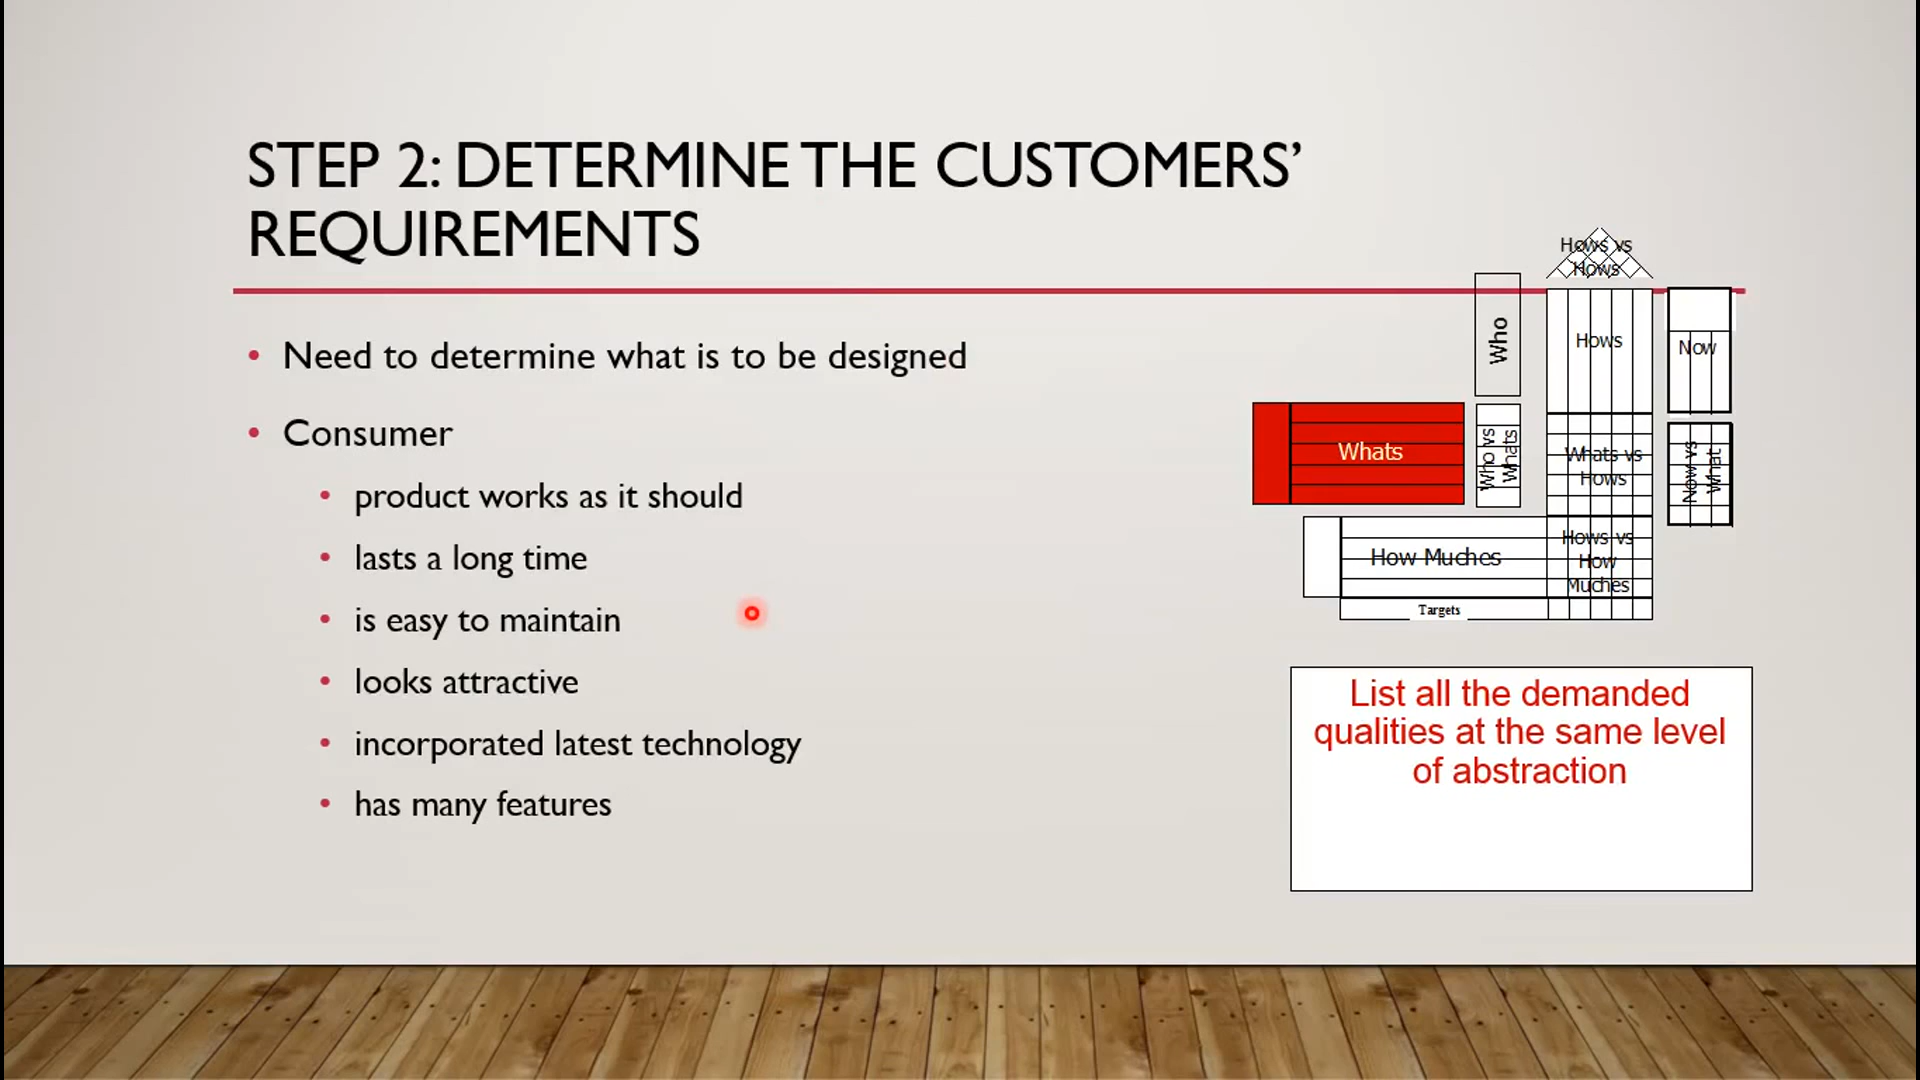 STEP 2: DETERMINE THE CUSTOMERS’
REQUIREMENTS
• Need to determine what is to be designed
• Consumer
• product works as it should
• lasts a long time
• is easy to maintain
• looks attractive
• incorporated latest technology
• has many features
Hows vs
Hows
Who
Hows
Now
Whats
Who vs
Whats
Whats vs
Hows
Now vs
What
How Muches
Hows vs
How
Muches
Targets
List all the demanded
qualities at the same level
of abstraction